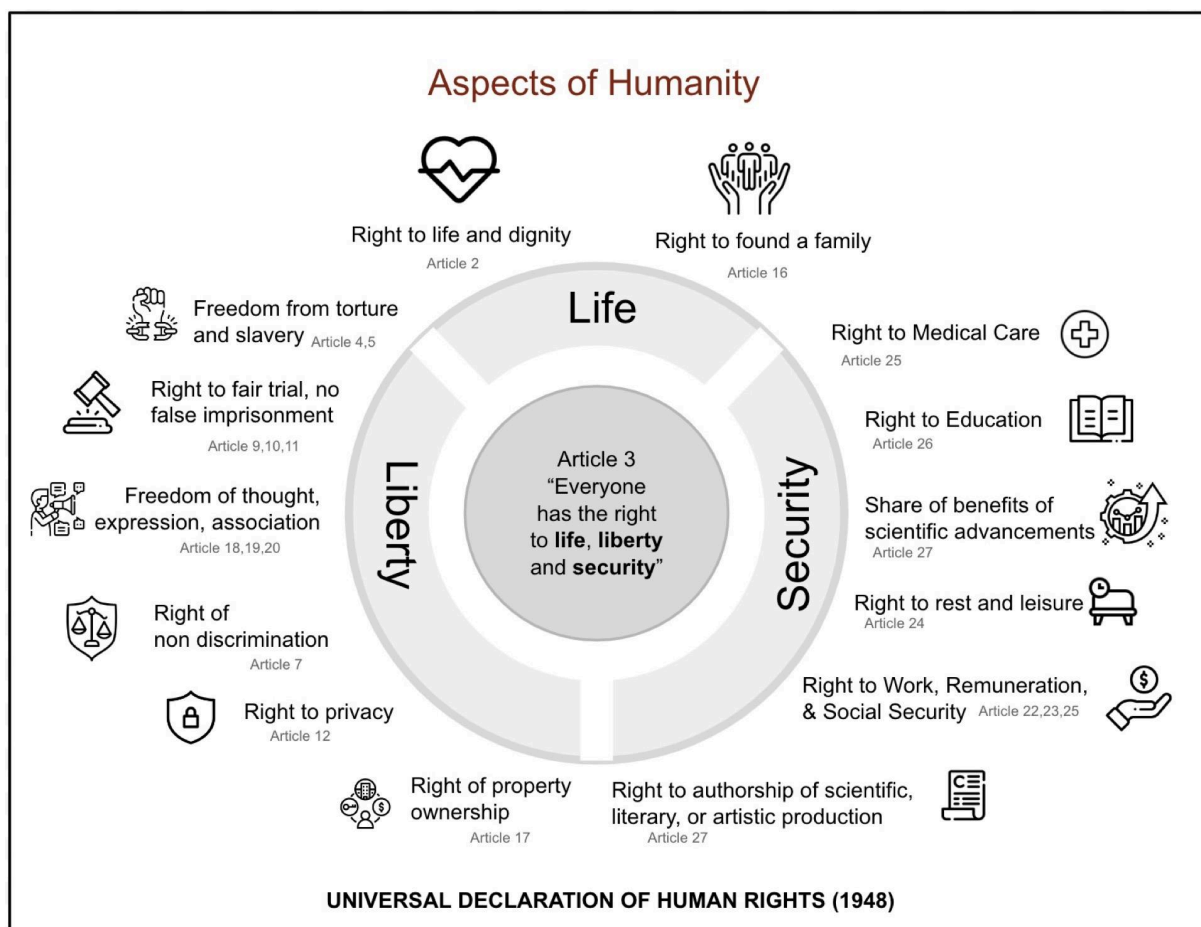 Aspects of Humanity
Right to life and dignity
Article 2
Right to found a family
Article 16
Freedom from torture
and slavery Article 4,5
Right to fair trial, no
false imprisonment
Article 9,10,11
Freedom of thought,
expression, association
Article 18,19,20
Right of
non discrimination
Article 7
Right to privacy
Article 12
Right of property
ownership
Article 17
Life
Liberty
Security
Article 3
“Everyone
has the right
to life, liberty
and security”
Right to Medical Care
Article 25
Right to Education
Article 26
Share of benefits of
scientific advancements
Article 27
Right to rest and leisure
Article 24
Right to Work, Remuneration,
& Social Security Article 22,23,25
Right to authorship of scientific,
literary, or artistic production
Article 27
UNIVERSAL DECLARATION OF HUMAN RIGHTS (1948)